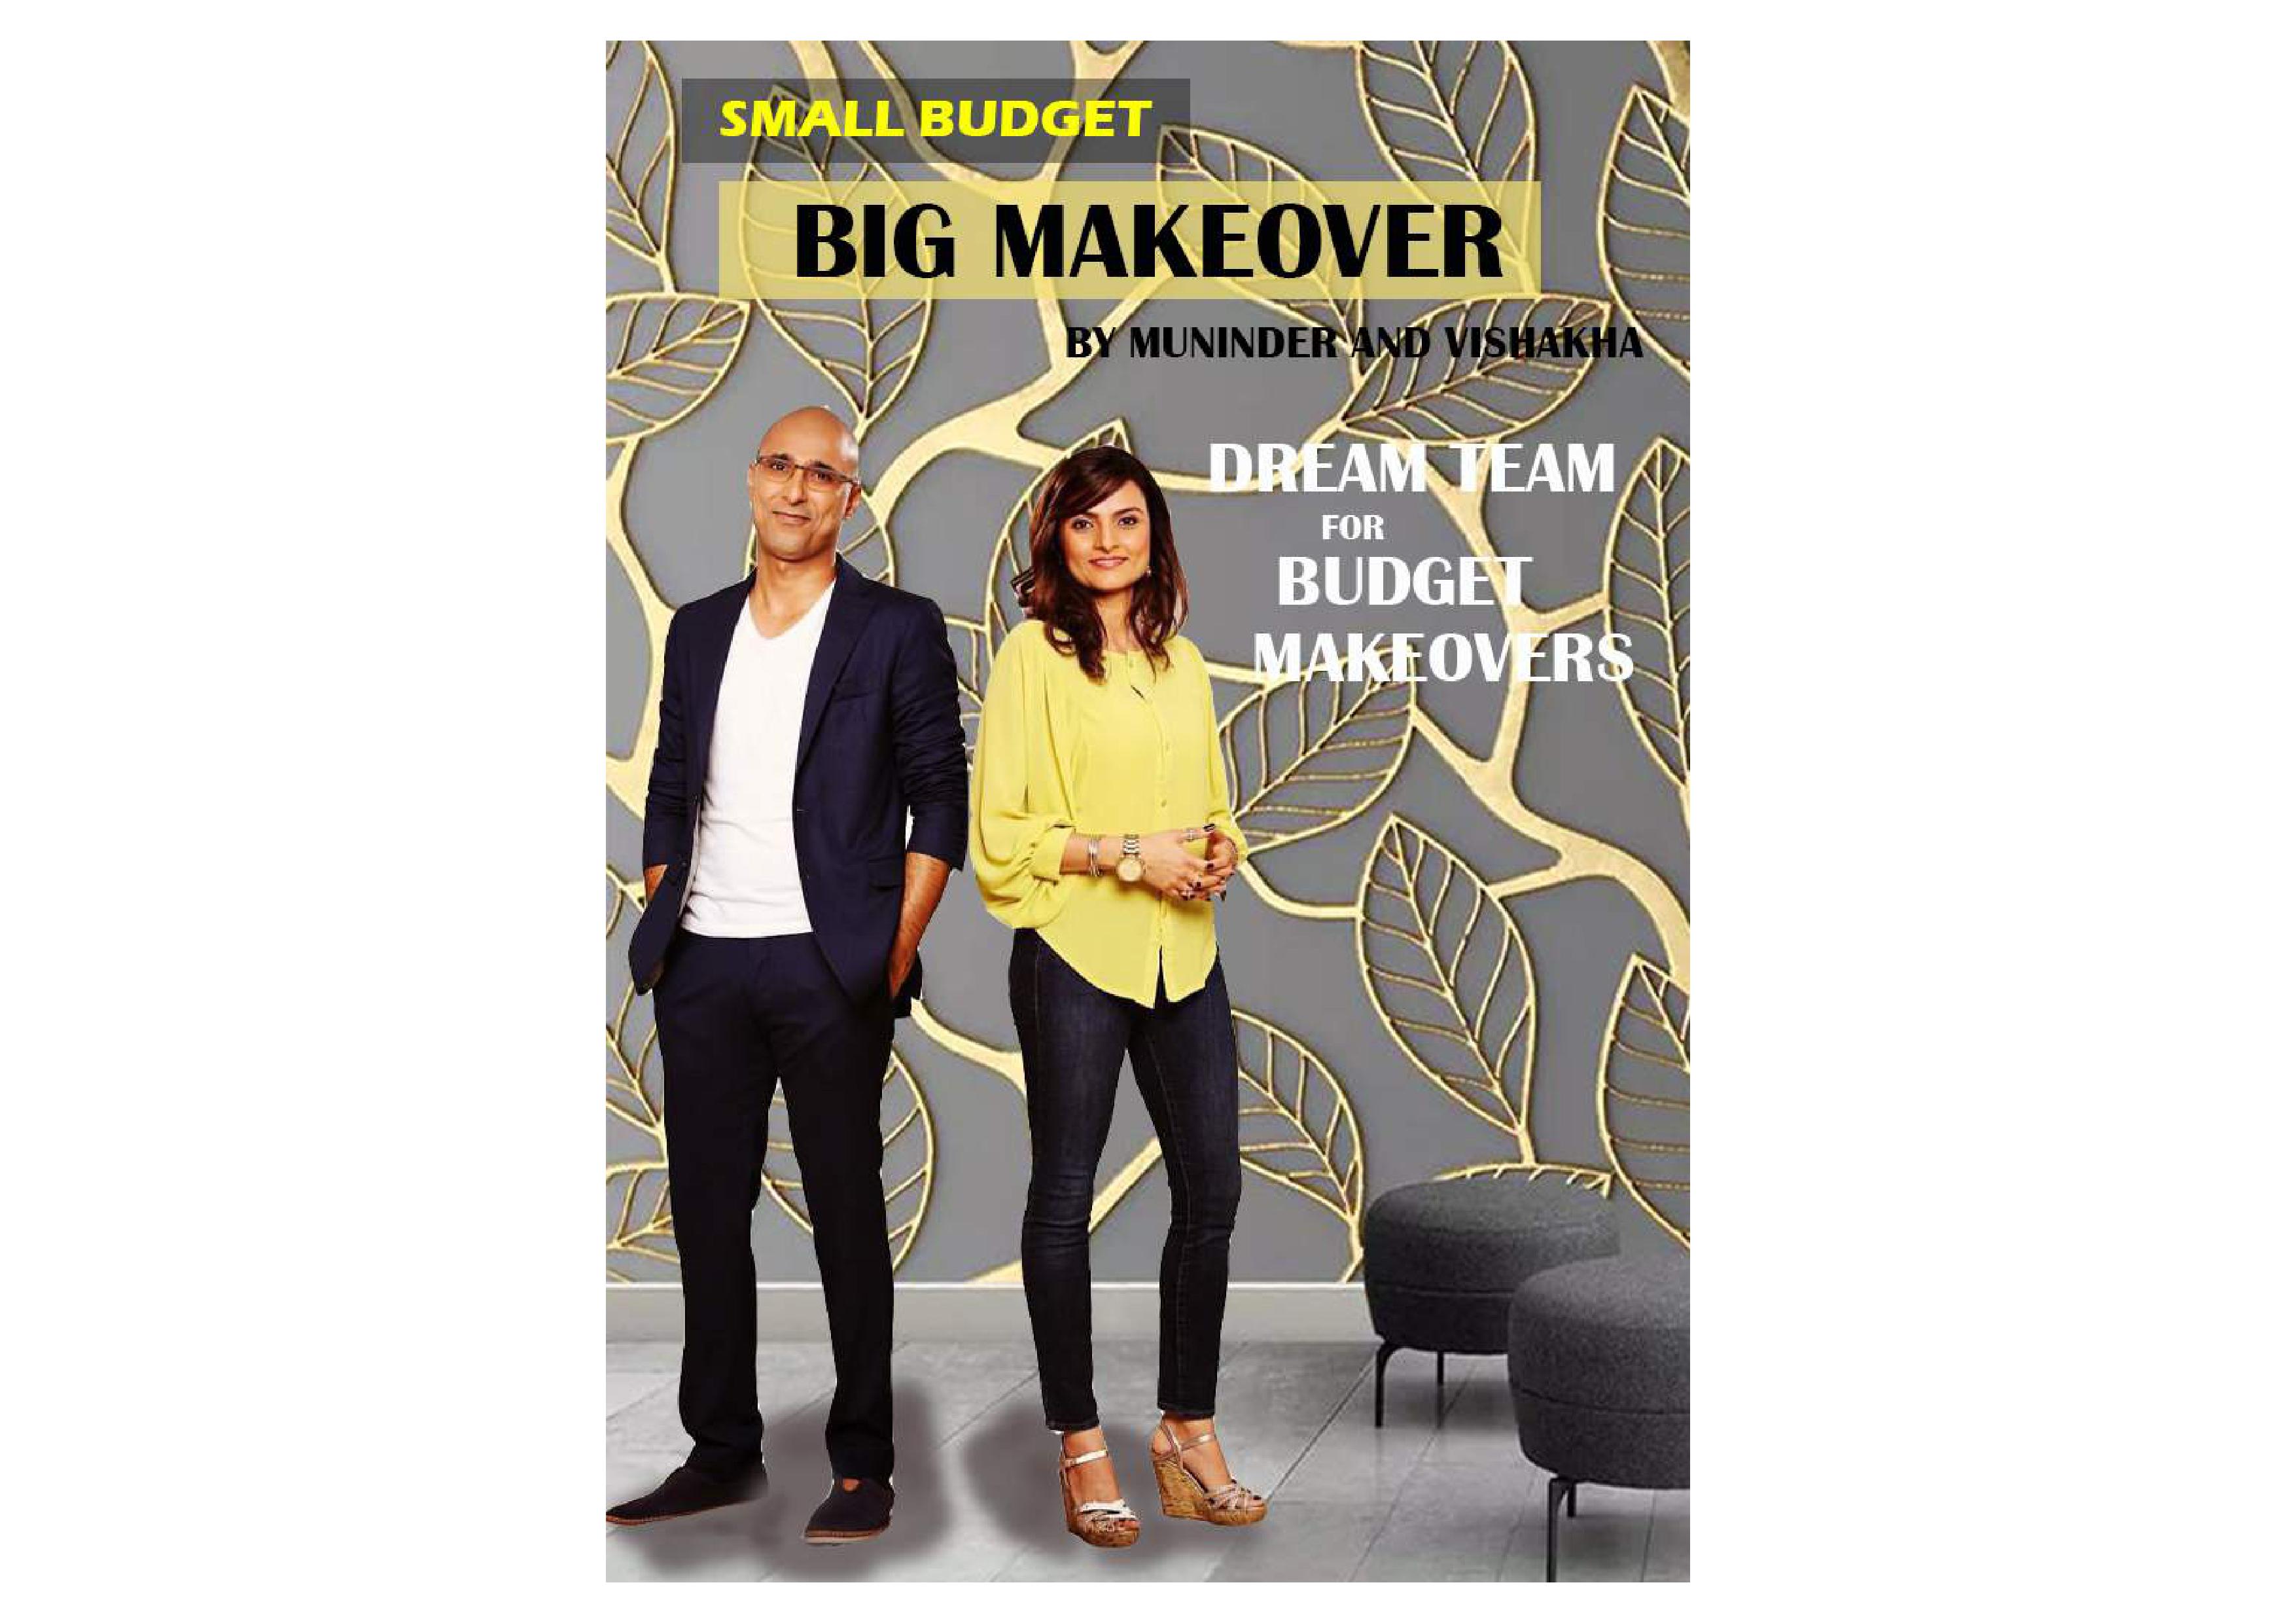 SMALL BUDGET
BIG MAKEOVER
BY MUNINDER AND VISHAKHA
DREAM TEAM
FOR
BUDGET
MAKEOVERS